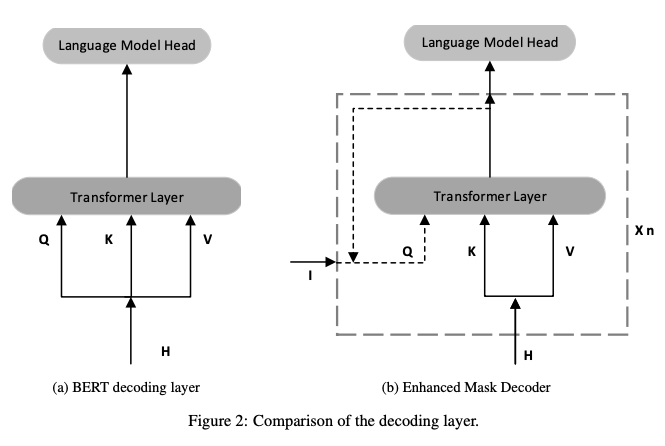 Language Model Head
Transformer Layer
Q K V
H
(a) BERT decoding layer
Language Model Head
Transformer Layer
Q K V
X n
I
H
(b) Enhanced Mask Decoder
Figure 2: Comparison of the decoding layer.